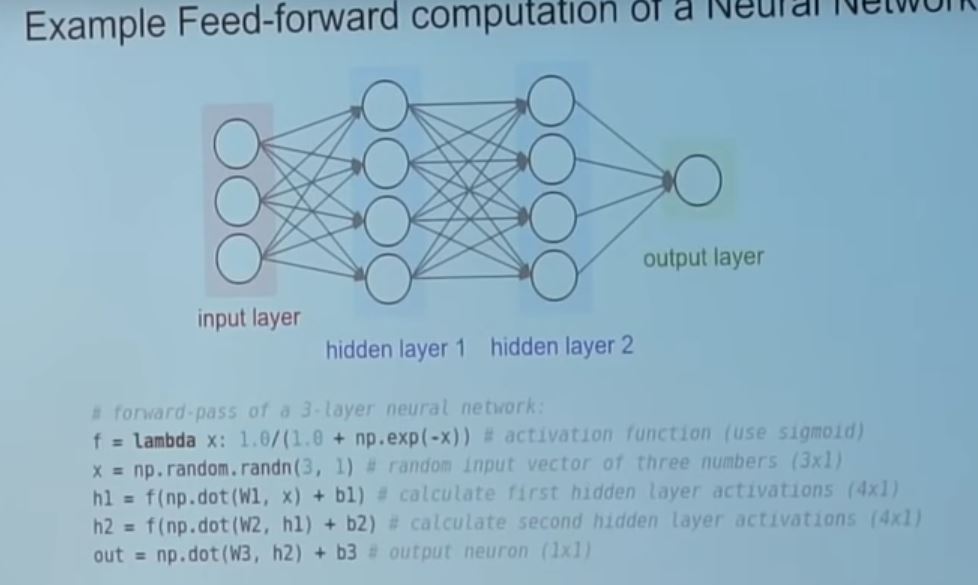 Example Feed-forward computation of a Neural Network
input layer
hidden layer 1
hidden layer 2
output layer
# forward-pass of a 3-layer neural network:
f = lambda x: 1.0/(1.0 + np.exp(-x)) # activation function (use sigmoid)
x = np.random.randn(3, 1) # random input vector of three numbers (3x1)
h1 = f(np.dot(W1, x) + b1) # calculate first hidden layer activations (4x1)
h2 = f(np.dot(W2, h1) + b2) # calculate second hidden layer activations (4x1)
out = np.dot(W3, h2) + b3 # output neuron (1x1)